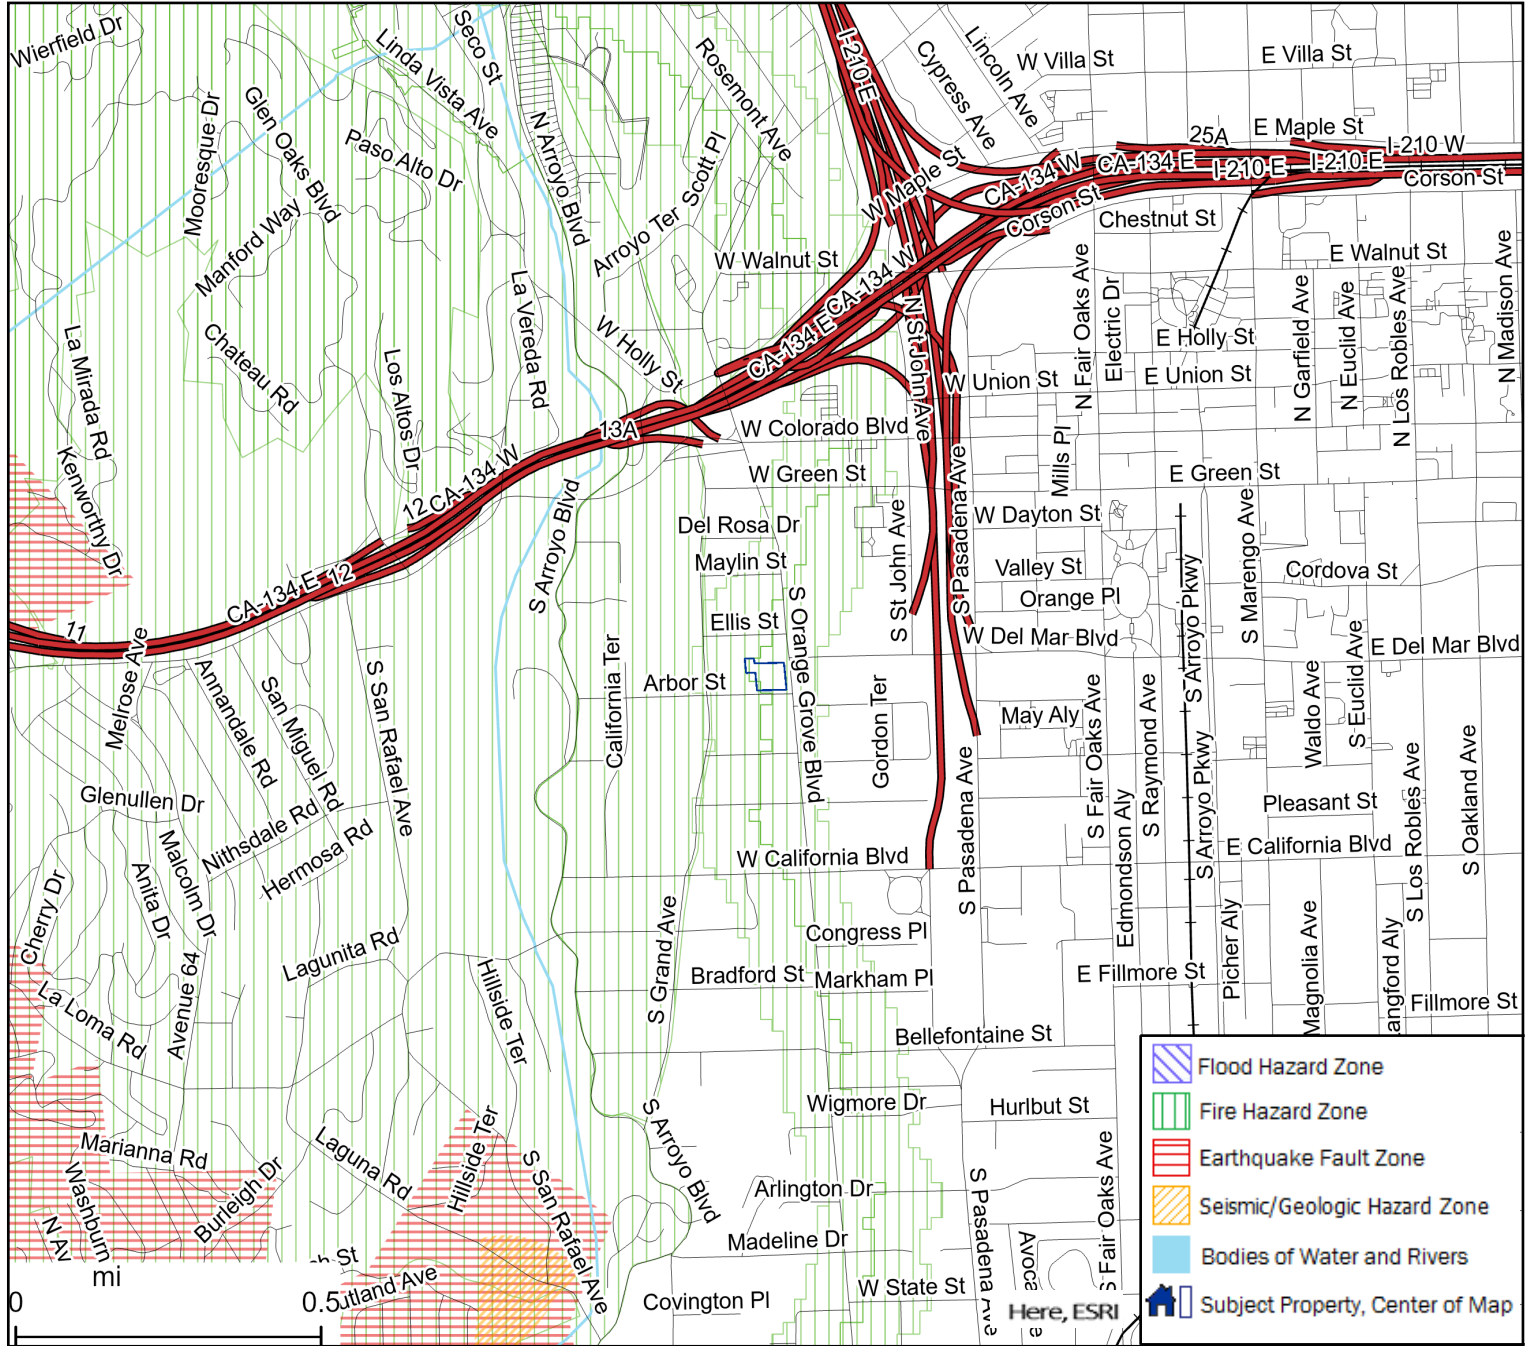 Wierfield Dr
Seco St
Linda Vista Ave
Rosemont Ave
I-210 E
Cypress Ave
Lincoln Ave
W Villa St
E Villa St
Mooresque Dr
Glen Oaks Blvd
Paso Alto Dr
N Arroyo Blvd
Scott Pl
W Maple St
CA-134 W
CA-134 E
25A
E Maple St
I-210 E
I-210 E
I-210 W
Corson St
Manford Way
Arroyo Ter
W Walnut St
Corson St
Chestnut St
E Walnut St
La Mirada Rd
Chateau Rd
Los Altos Dr
La Vereda Rd
W Holly St
CA-134 E
CA-134 W
N St John Ave
N Fair Oaks Ave
Electric Dr
E Holly St
N Garfield Ave
N Euclid Ave
N Los Robles Ave
N Madison Ave
W Union St
E Union St
13A
W Colorado Blvd
Mills Pl
Kenworthy Dr
12
CA-134 W
W Green St
E Green St
S Arroyo Blvd
Del Rosa Dr
S St John Ave
S Pasadena Ave
W Dayton St
S Marengo Ave
Maylin St
Valley St
Cordova St
CA-134 E
12
Orange Pl
S Arroyo Pkwy
11
Ellis St
S Orange Grove Blvd
W Del Mar Blvd
E Del Mar Blvd
Melrose Ave
Annandale Rd
San Miguel Rd
S San Rafael Ave
California Ter
Arbor St
Gordon Ter
May Aly
S Fair Oaks Ave
S Raymond Ave
Waldo Ave
S Euclid Ave
Glenullen Dr
Nithsdale Rd
Hermosa Rd
Malcolm Dr
Anita Dr
S Pasadena Ave
Edmondson Aly
S Arroyo Pkwy
Pleasant St
S Los Robles Ave
S Oakland Ave
W California Blvd
E California Blvd
Cherry Dr
Avenue 64
Lagunita Rd
Hillside Ter
S Grand Ave
Congress Pl
Bradford St
Markham Pl
E Fillmore St
Picher Aly
Magnolia Ave
angford Aly
Fillmore St
La Loma Rd
Bellefontaine St
Wigmore Dr
Hurlbut St
Marianna Rd
Washburn
N Av
Burleigh Dr
Laguna Rd
Hillside Ter
S San Rafael Ave
S Arroyo Blvd
Arlington Dr
Madeline Dr
S Pasadena Ave
Avoca
e
S Fair Oaks Ave
h St
utland Ave
Covington Pl
W State St
mi
0
0.5
Here, ESRI
Flood Hazard Zone
Fire Hazard Zone
Earthquake Fault Zone
Seismic/Geologic Hazard Zone
Bodies of Water and Rivers
Subject Property, Center of Map